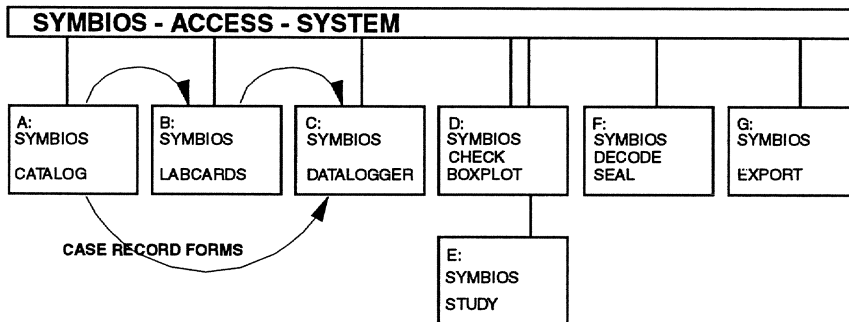 SYMBIOS - ACCESS - SYSTEM
A:
SYMBIOS
CATALOG
B:
SYMBIOS
LABCARDS
C:
SYMBIOS
DATALOGGER
D:
SYMBIOS
CHECK
BOXPLOT
F:
SYMBIOS
DECODE
SEAL
G:
SYMBIOS
EXPORT
CASE RECORD FORMS
E:
SYMBIOS
STUDY